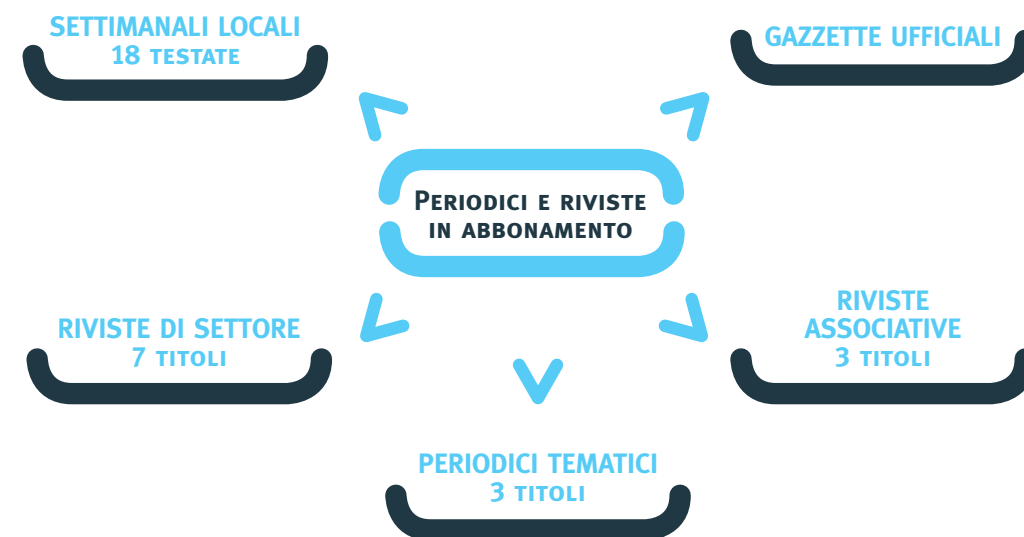 SETTIMANALI LOCALI
18 TESTATE
GAZZETTE UFFICIALI
PERIODICI E RIVISTE
IN ABBONAMENTO
RIVISTE DI SETTORE
7 TITOLI
RIVISTE
ASSOCIATIVE
3 TITOLI
PERIODICI TEMATICI
3 TITOLI